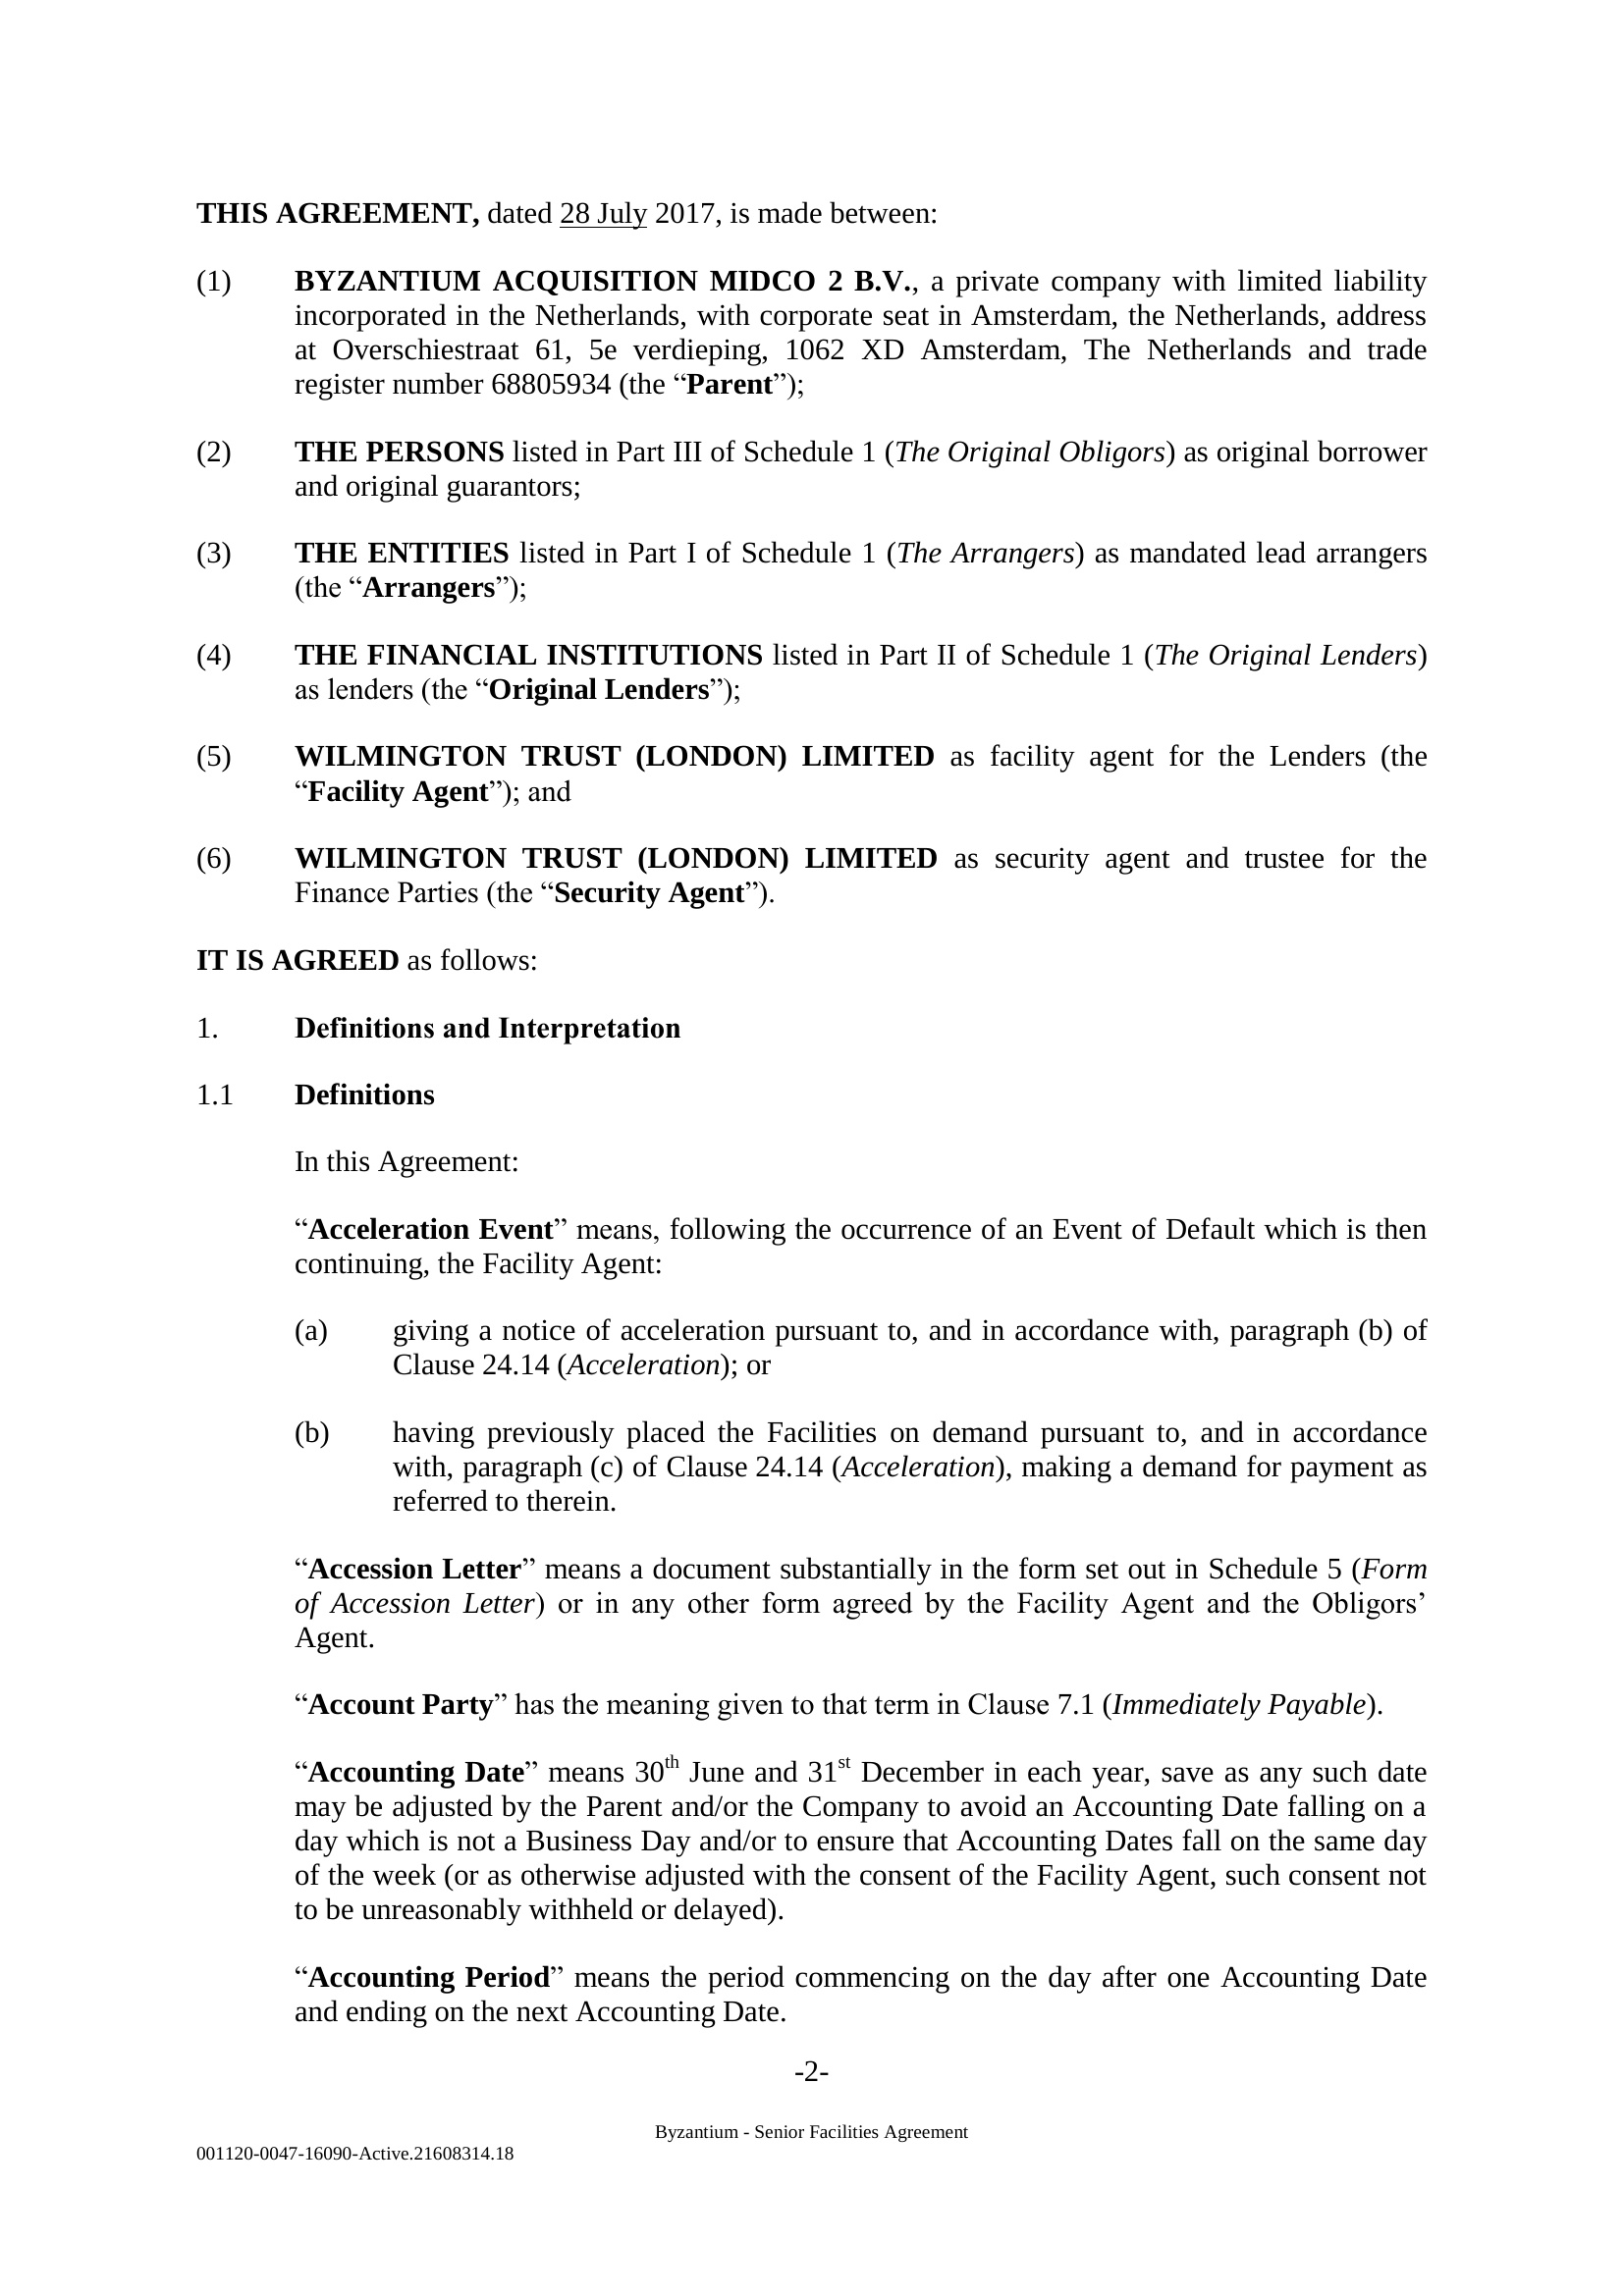 THIS AGREEMENT, dated 28 July 2017, is made between:
(1) BYZANTIUM ACQUISITION MIDCO 2 B.V., a private company with limited liability
incorporated in the Netherlands, with corporate seat in Amsterdam, the Netherlands, address
at Overschiestraat 61, 5e verdieping, 1062 XD Amsterdam, The Netherlands and trade
register number 68805934 (the “Parent”);
(2) THE PERSONS listed in Part III of Schedule 1 (The Original Obligors) as original borrower
and original guarantors;
(3) THE ENTITIES listed in Part I of Schedule 1 (The Arrangers) as mandated lead arrangers
(the “Arrangers”);
(4) THE FINANCIAL INSTITUTIONS listed in Part II of Schedule 1 (The Original Lenders)
as lenders (the “Original Lenders”);
(5) WILMINGTON TRUST (LONDON) LIMITED as facility agent for the Lenders (the
“Facility Agent”); and
(6) WILMINGTON TRUST (LONDON) LIMITED as security agent and trustee for the
Finance Parties (the “Security Agent”).
IT IS AGREED as follows:
1. Definitions and Interpretation
1.1 Definitions
In this Agreement:
“Acceleration Event” means, following the occurrence of an Event of Default which is then
continuing, the Facility Agent:
(a) giving a notice of acceleration pursuant to, and in accordance with, paragraph (b) of
Clause 24.14 (Acceleration); or
(b) having previously placed the Facilities on demand pursuant to, and in accordance
with, paragraph (c) of Clause 24.14 (Acceleration), making a demand for payment as
referred to therein.
“Accession Letter” means a document substantially in the form set out in Schedule 5 (Form
of Accession Letter) or in any other form agreed by the Facility Agent and the Obligors’
Agent.
“Account Party” has the meaning given to that term in Clause 7.1 (Immediately Payable).
“Accounting Date” means 30th June and 31st December in each year, save as any such date
may be adjusted by the Parent and/or the Company to avoid an Accounting Date falling on a
day which is not a Business Day and/or to ensure that Accounting Dates fall on the same day
of the week (or as otherwise adjusted with the consent of the Facility Agent, such consent not
to be unreasonably withheld or delayed).
“Accounting Period” means the period commencing on the day after one Accounting Date
and ending on the next Accounting Date.
-2-
Byzantium - Senior Facilities Agreement
001120-0047-16090-Active.21608314.18